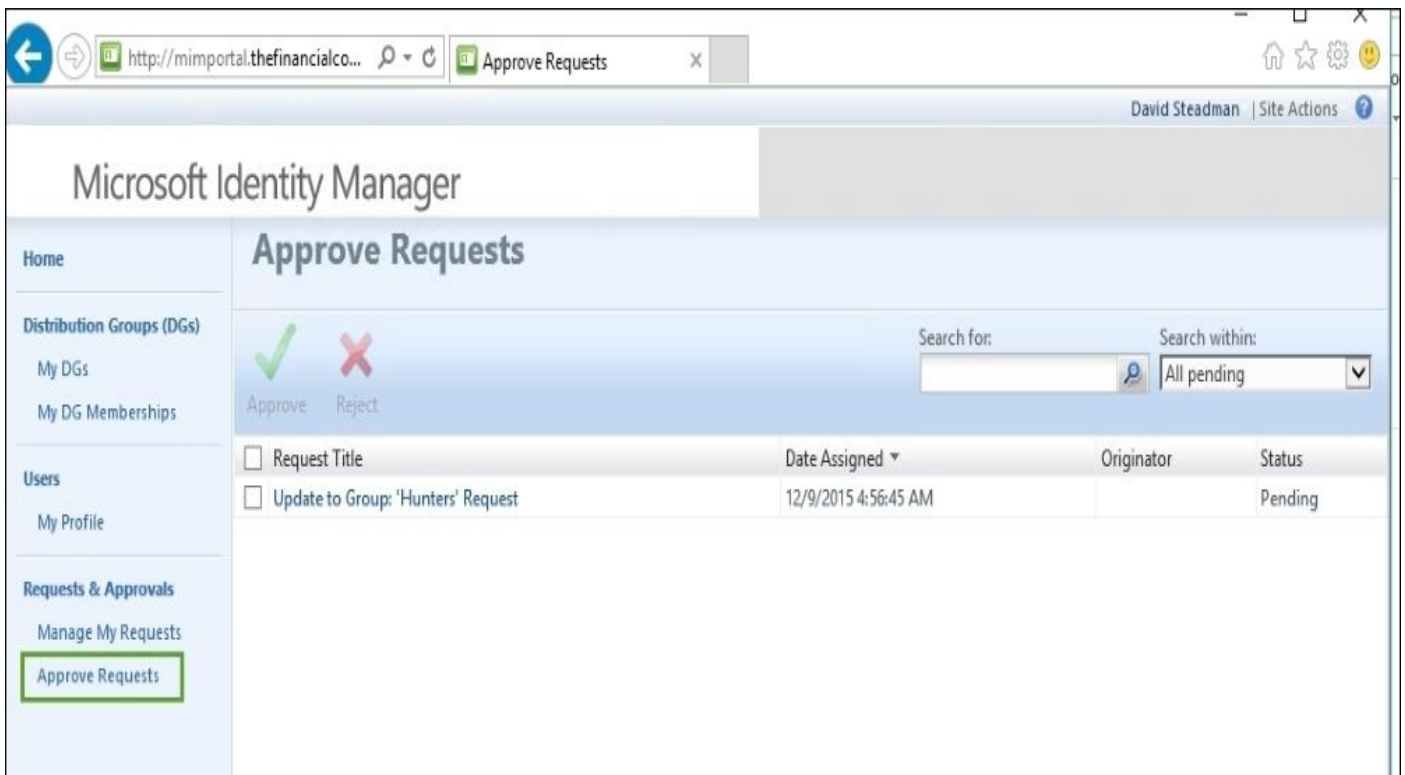 http://mimportal.thefinancialco...
Approve Requests
David Steadman | Site Actions
Microsoft Identity Manager
Home
Distribution Groups (DGs)
My DGs
My DG Memberships
Users
My Profile
Requests & Approvals
Manage My Requests
Approve Requests
Approve Requests
Approve Reject
Search for:
Search within:
All pending
Request Title Date Assigned Originator Status
Update to Group: 'Hunters' Request 12/9/2015 4:56:45 AM Pending